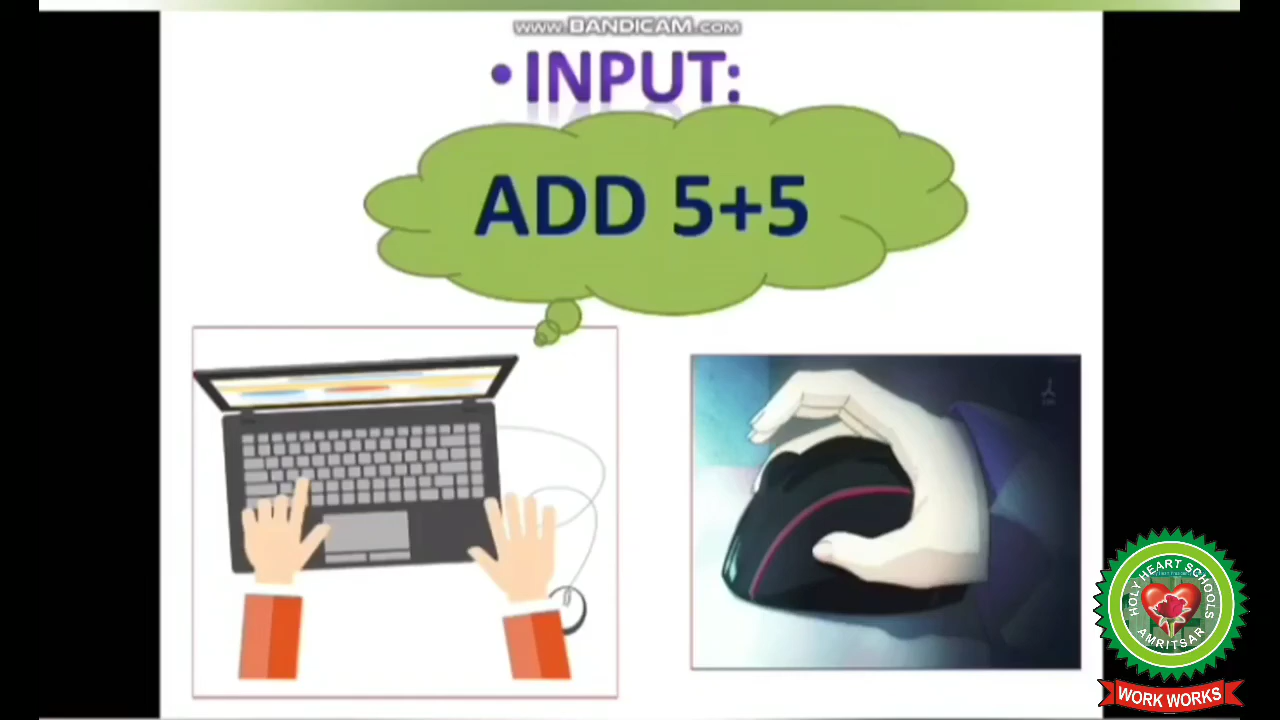 www.BANDICAM.COM
• INPUT:
ADD 5+5
HOLY HEART SCHOOLS
AMRITSAR
WORK WORKS